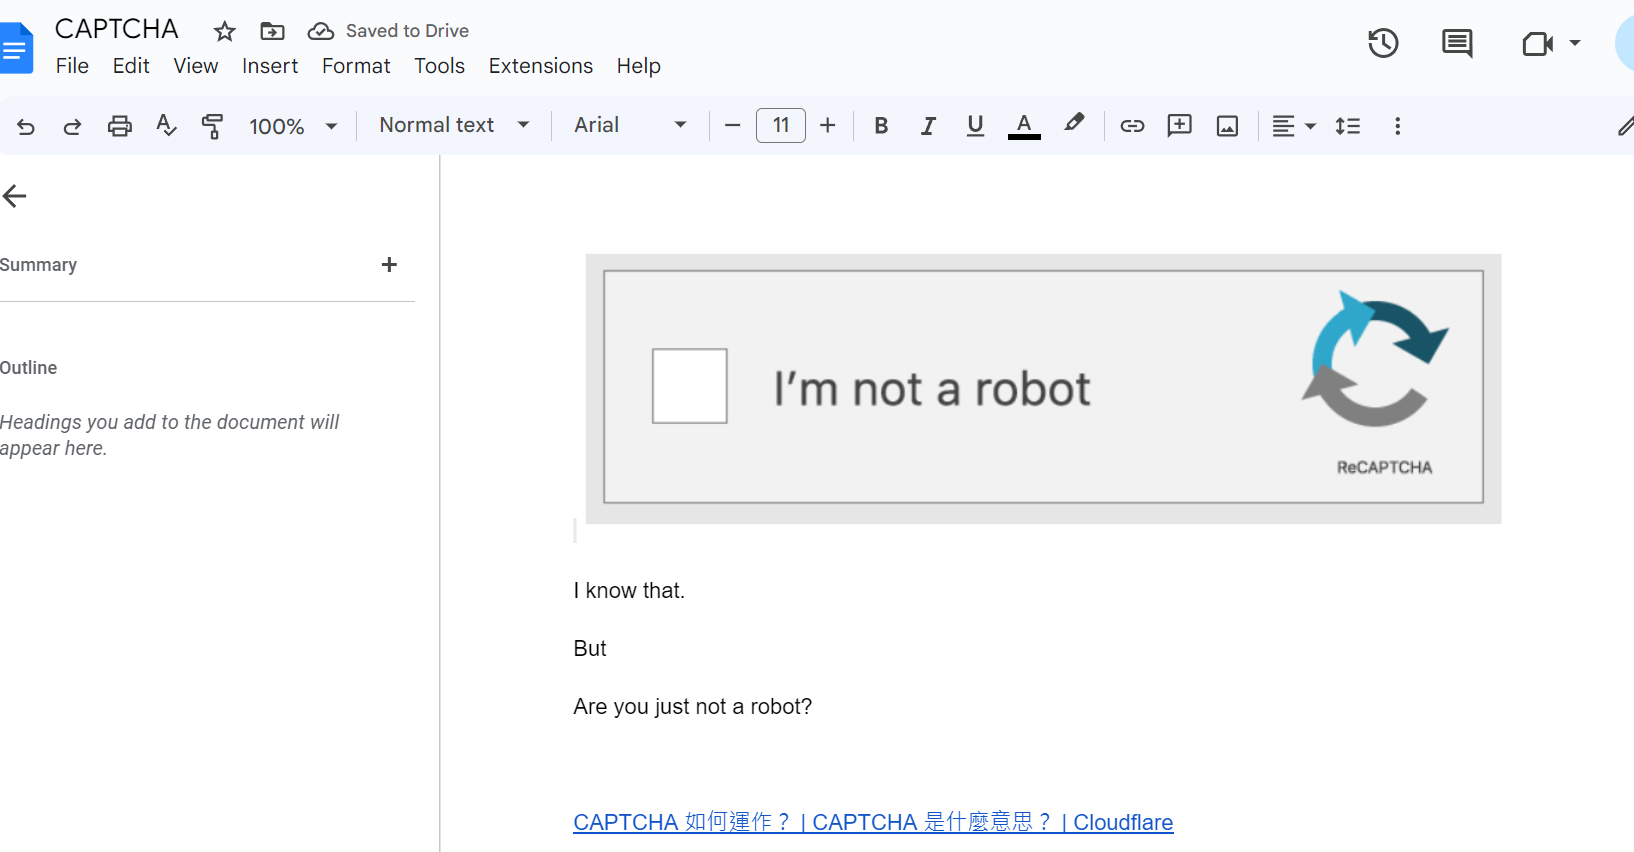 CAPTCHA Saved to Drive
File Edit View Insert Format Tools Extensions Help
100% Normal text Arial 11 B I U A
Summary
Outline
Headings you add to the document will
appear here.
I'm not a robot
ReCAPTCHA
I know that.
But
Are you just not a robot?
CAPTCHA 如何運作？ | CAPTCHA 是什麼意思？ | Cloudflare